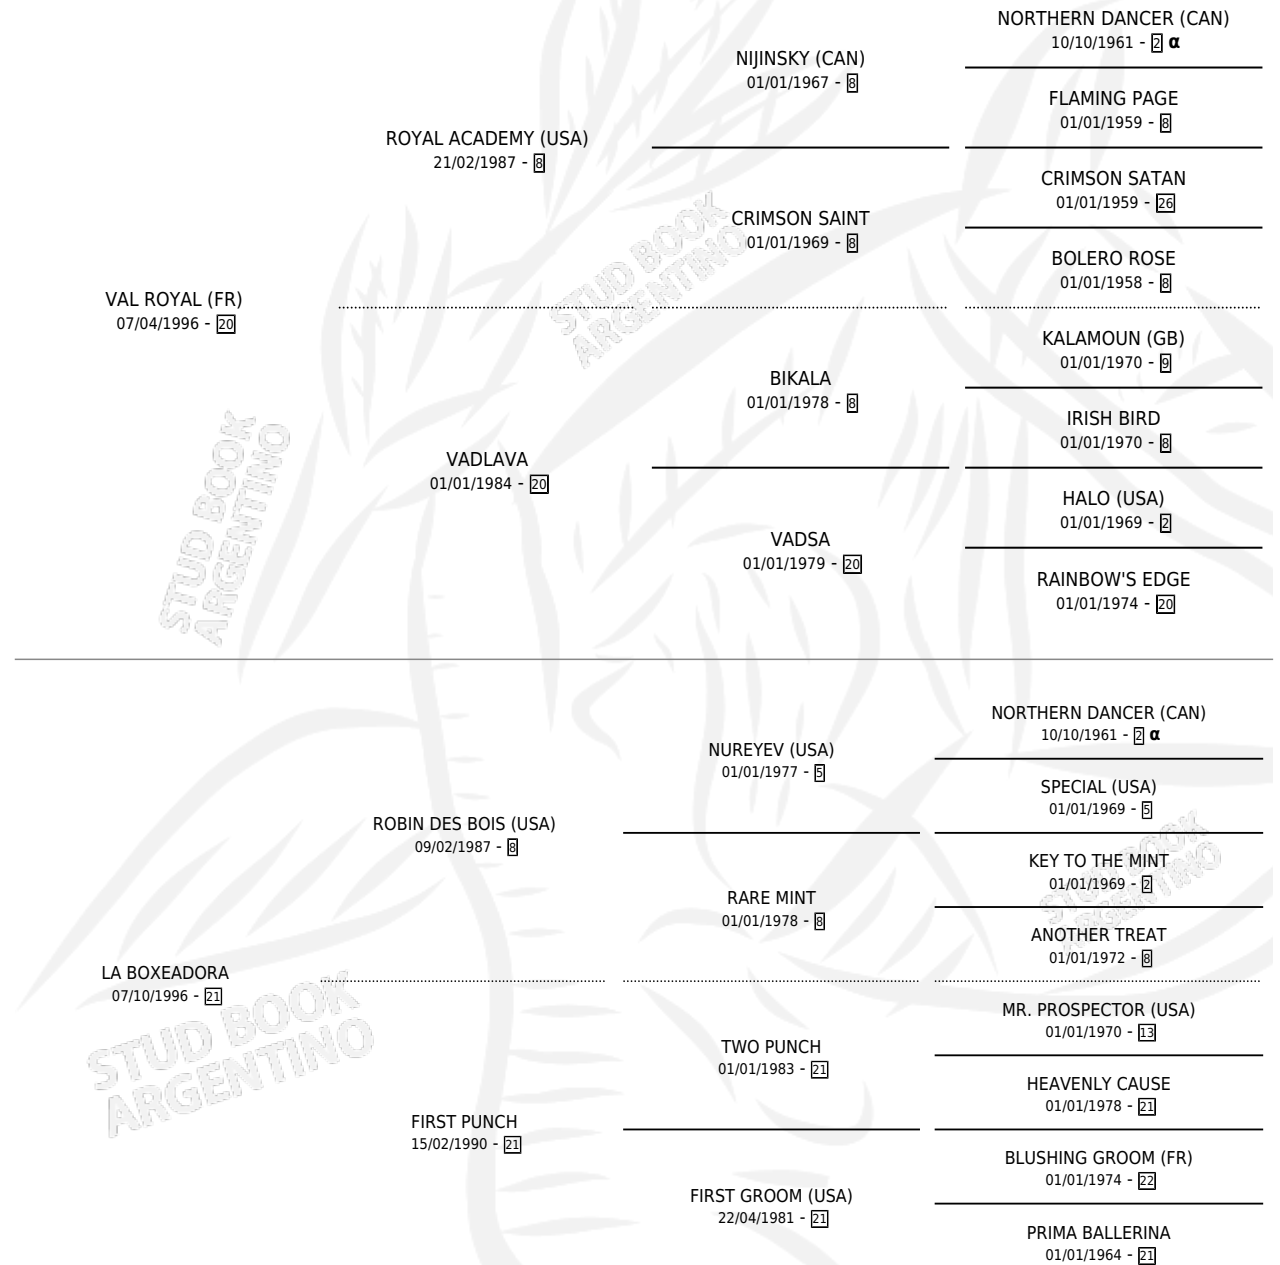 NORTHERN DANCER (CAN)
10/10/1961 - 2 α
NIJINSKY (CAN)
01/01/1967 - 8
FLAMING PAGE
01/01/1959 - 8
ROYAL ACADEMY (USA)
21/02/1987 - 8
CRIMSON SATAN
01/01/1959 - 26
CRIMSON SAINT
01/01/1969 - 8
BOLERO ROSE
01/01/1958 - 8
VAL ROYAL (FR)
07/04/1996 - 20
KALAMOUN (GB)
01/01/1970 - 9
BIKALA
01/01/1978 - 8
IRISH BIRD
01/01/1970 - 8
VADLAVA
01/01/1984 - 20
HALO (USA)
01/01/1969 - 2
VADSA
01/01/1979 - 20
RAINBOW'S EDGE
01/01/1974 - 20
NORTHERN DANCER (CAN)
10/10/1961 - 2 α
NUREYEV (USA)
01/01/1977 - 5
SPECIAL (USA)
01/01/1969 - 5
ROBIN DES BOIS (USA)
09/02/1987 - 8
KEY TO THE MINT
01/01/1969 - 2
RARE MINT
01/01/1978 - 8
ANOTHER TREAT
01/01/1972 - 8
LA BOXEADORA
07/10/1996 - 21
MR. PROSPECTOR (USA)
01/01/1970 - 13
TWO PUNCH
01/01/1983 - 21
HEAVENLY CAUSE
01/01/1978 - 21
FIRST PUNCH
15/02/1990 - 21
BLUSHING GROOM (FR)
01/01/1974 - 22
FIRST GROOM (USA)
22/04/1981 - 21
PRIMA BALLERINA
01/01/1964 - 21
STUD BOOK
ARGENTINO
STUD BOOK
ARGENTINO
STUD BOOK
ARGENTINO
STUD BOOK
ARGENTINO